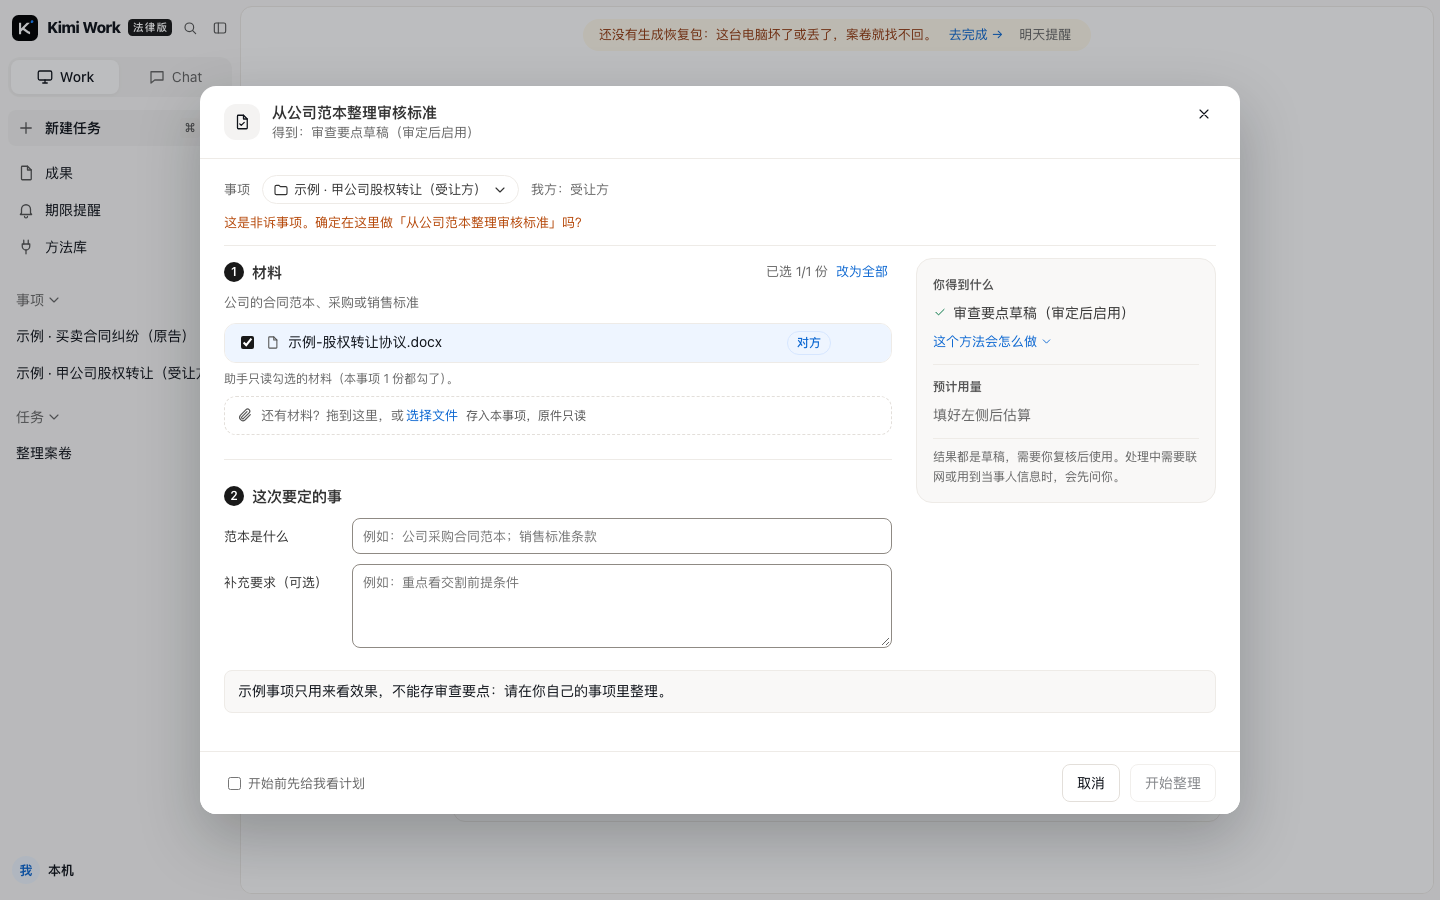 Kimi Work 法律版
还没有生成恢复包：这台电脑坏了或丢了，案卷就找不回。 去完成 → 明天提醒
Work Chat
新建任务 ⌘
成果
期限提醒
方法库
事项
示例 · 买卖合同纠纷（原告）
示例 · 甲公司股权转让（受让
任务
整理案卷
我 本机
从公司范本整理审核标准
得到：审查要点草稿（审定后启用）
事项 示例 · 甲公司股权转让（受让方） 我方：受让方
这是非诉事项。确定在这里做「从公司范本整理审核标准」吗？
1 材料 已选 1/1 份 改为全部
公司的合同范本、采购或销售标准
示例-股权转让协议.docx 对方
助手只读勾选的材料（本事项 1 份都勾了）。
还有材料？拖到这里，或 选择文件 存入本事项，原件只读
2 这次要定的事
范本是什么 例如：公司采购合同范本；销售标准条款
补充要求（可选） 例如：重点看交割前提条件
你得到什么
审查要点草稿（审定后启用）
这个方法会怎么做
预计用量
填好左侧后估算
结果都是草稿，需要你复核后使用。处理中需要联
网或用到当事人信息时，会先问你。
示例事项只用来看效果，不能存审查要点：请在你自己的事项里整理。
开始前先给我看计划 取消 开始整理